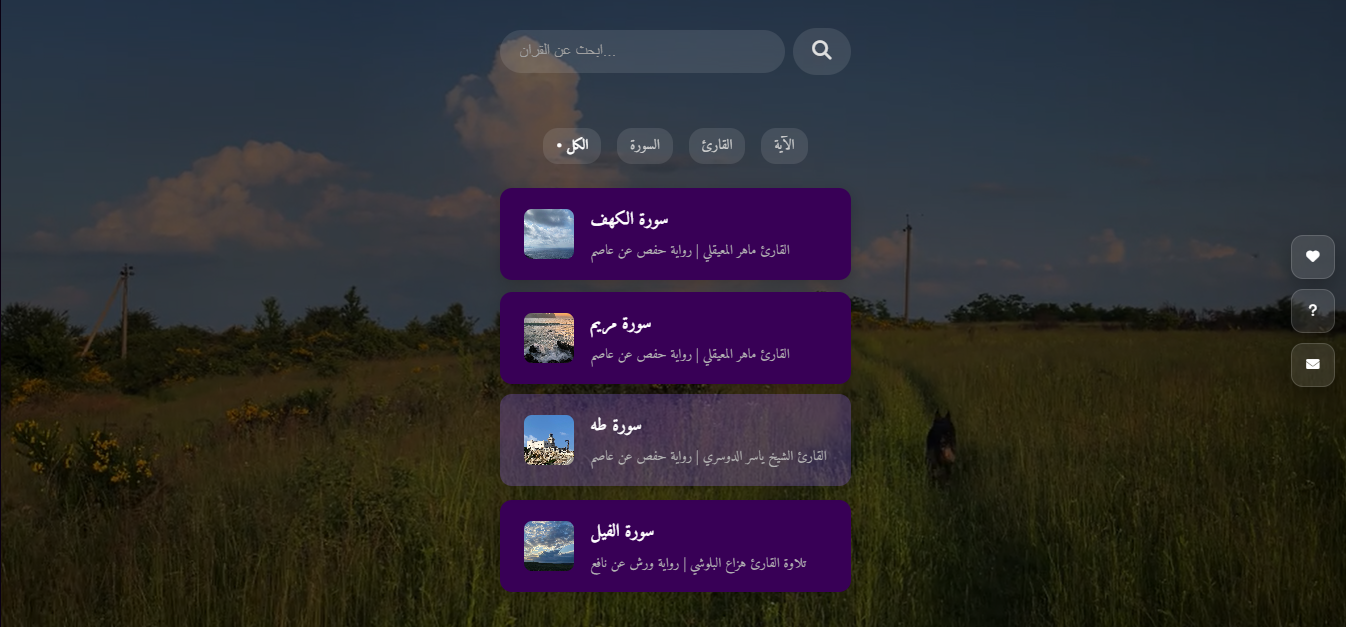 ابحث عن القران...
الكل •
السورة
القارئ
الآية
سورة الكهف
القارئ ماهر المعيقلي | رواية حفص عن عاصم
سورة مريم
القارئ ماهر المعيقلي | رواية حفص عن عاصم
سورة طه
القارئ الشيخ ياسر الدوسري | رواية حفص عن عاصم
سورة الفيل
تلاوة القارئ هزاع البلوشي | رواية ورش عن نافع
?